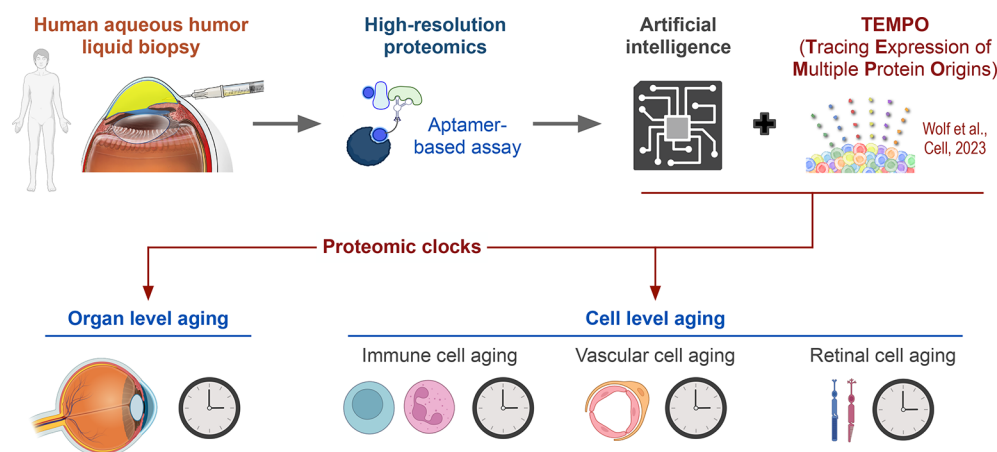 Human aqueous humor
liquid biopsy
High-resolution
proteomics
Aptamer-
based assay
Artificial
intelligence
TEMPO
(Tracing Expression of
Multiple Protein Origins)
Wolf et al.,
Cell, 2023
Proteomic clocks
Organ level aging
Cell level aging
Immune cell aging
Vascular cell aging
Retinal cell aging